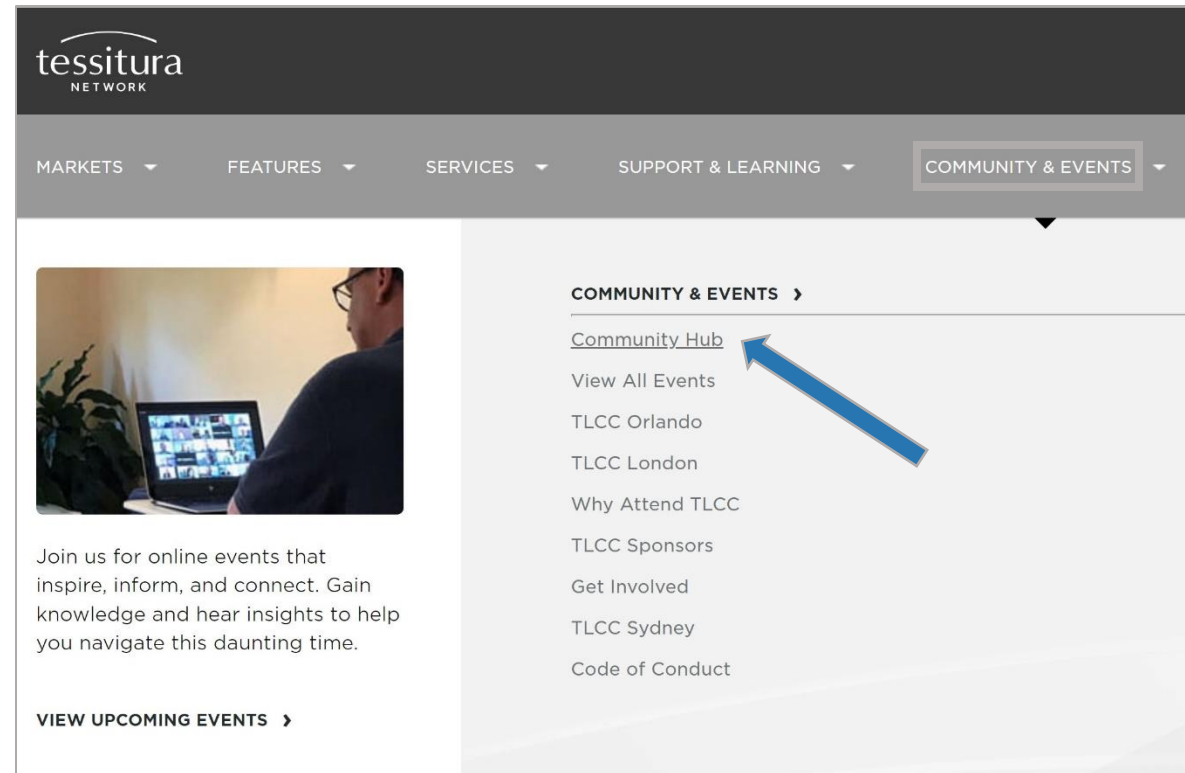 tessitura
NETWORK
MARKETS FEATURES SERVICES SUPPORT & LEARNING COMMUNITY & EVENTS
COMMUNITY & EVENTS ›
Community Hub
View All Events
TLCC Orlando
TLCC London
Why Attend TLCC
TLCC Sponsors
Get Involved
TLCC Sydney
Code of Conduct
Join us for online events that
inspire, inform, and connect. Gain
knowledge and hear insights to help
you navigate this daunting time.
VIEW UPCOMING EVENTS ›